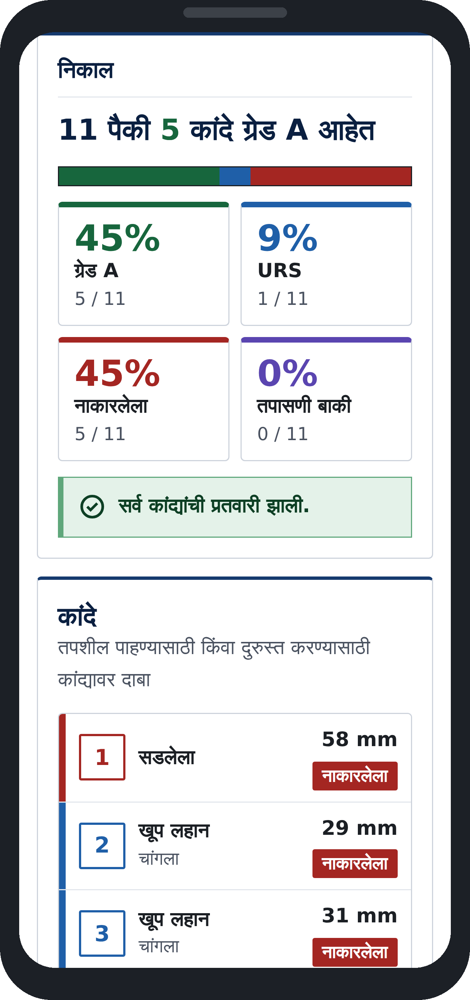 निकाल
11 पैकी 5 कांदे ग्रेड A आहेत
45%
ग्रेड A
5 / 11
9%
URS
1 / 11
45%
नाकारलेला
5 / 11
0%
तपासणी बाकी
0 / 11
सर्व कांद्यांची प्रतवारी झाली.
कांदे
तपशील पाहण्यासाठी किंवा दुरुस्त करण्यासाठी
कांद्यावर दाबा
1
सडलेला
58 mm
नाकारलेला
2
खूप लहान
चांगला
29 mm
नाकारलेला
3
खूप लहान
चांगला
31 mm
नाकारलेला